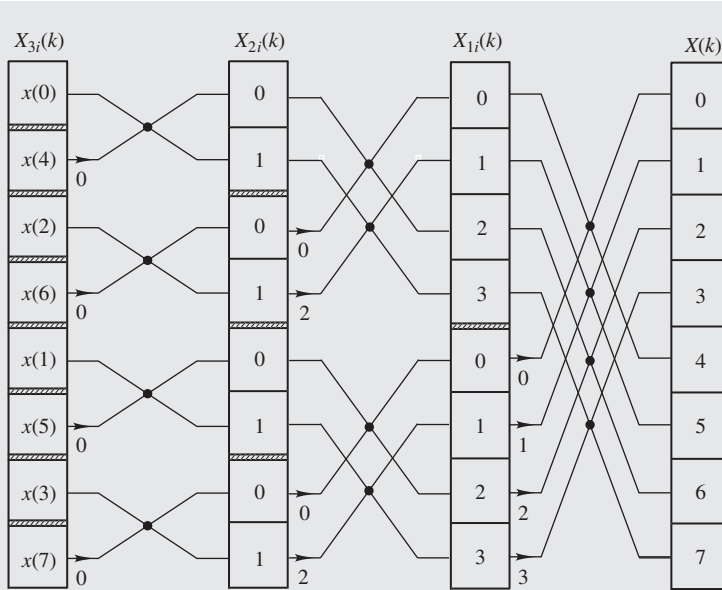 X₃ᵢ(k) X₂ᵢ(k) X₁ᵢ(k) X(k)
x(0) 0 0 0
x(4) 0 1 1 1
x(2) 0 0 2 2
x(6) 0 1 2 3 3
x(1) 0 0 0 4
x(5) 0 1 1 1 5
x(3) 0 0 2 2 6
x(7) 0 1 2 3 3 7